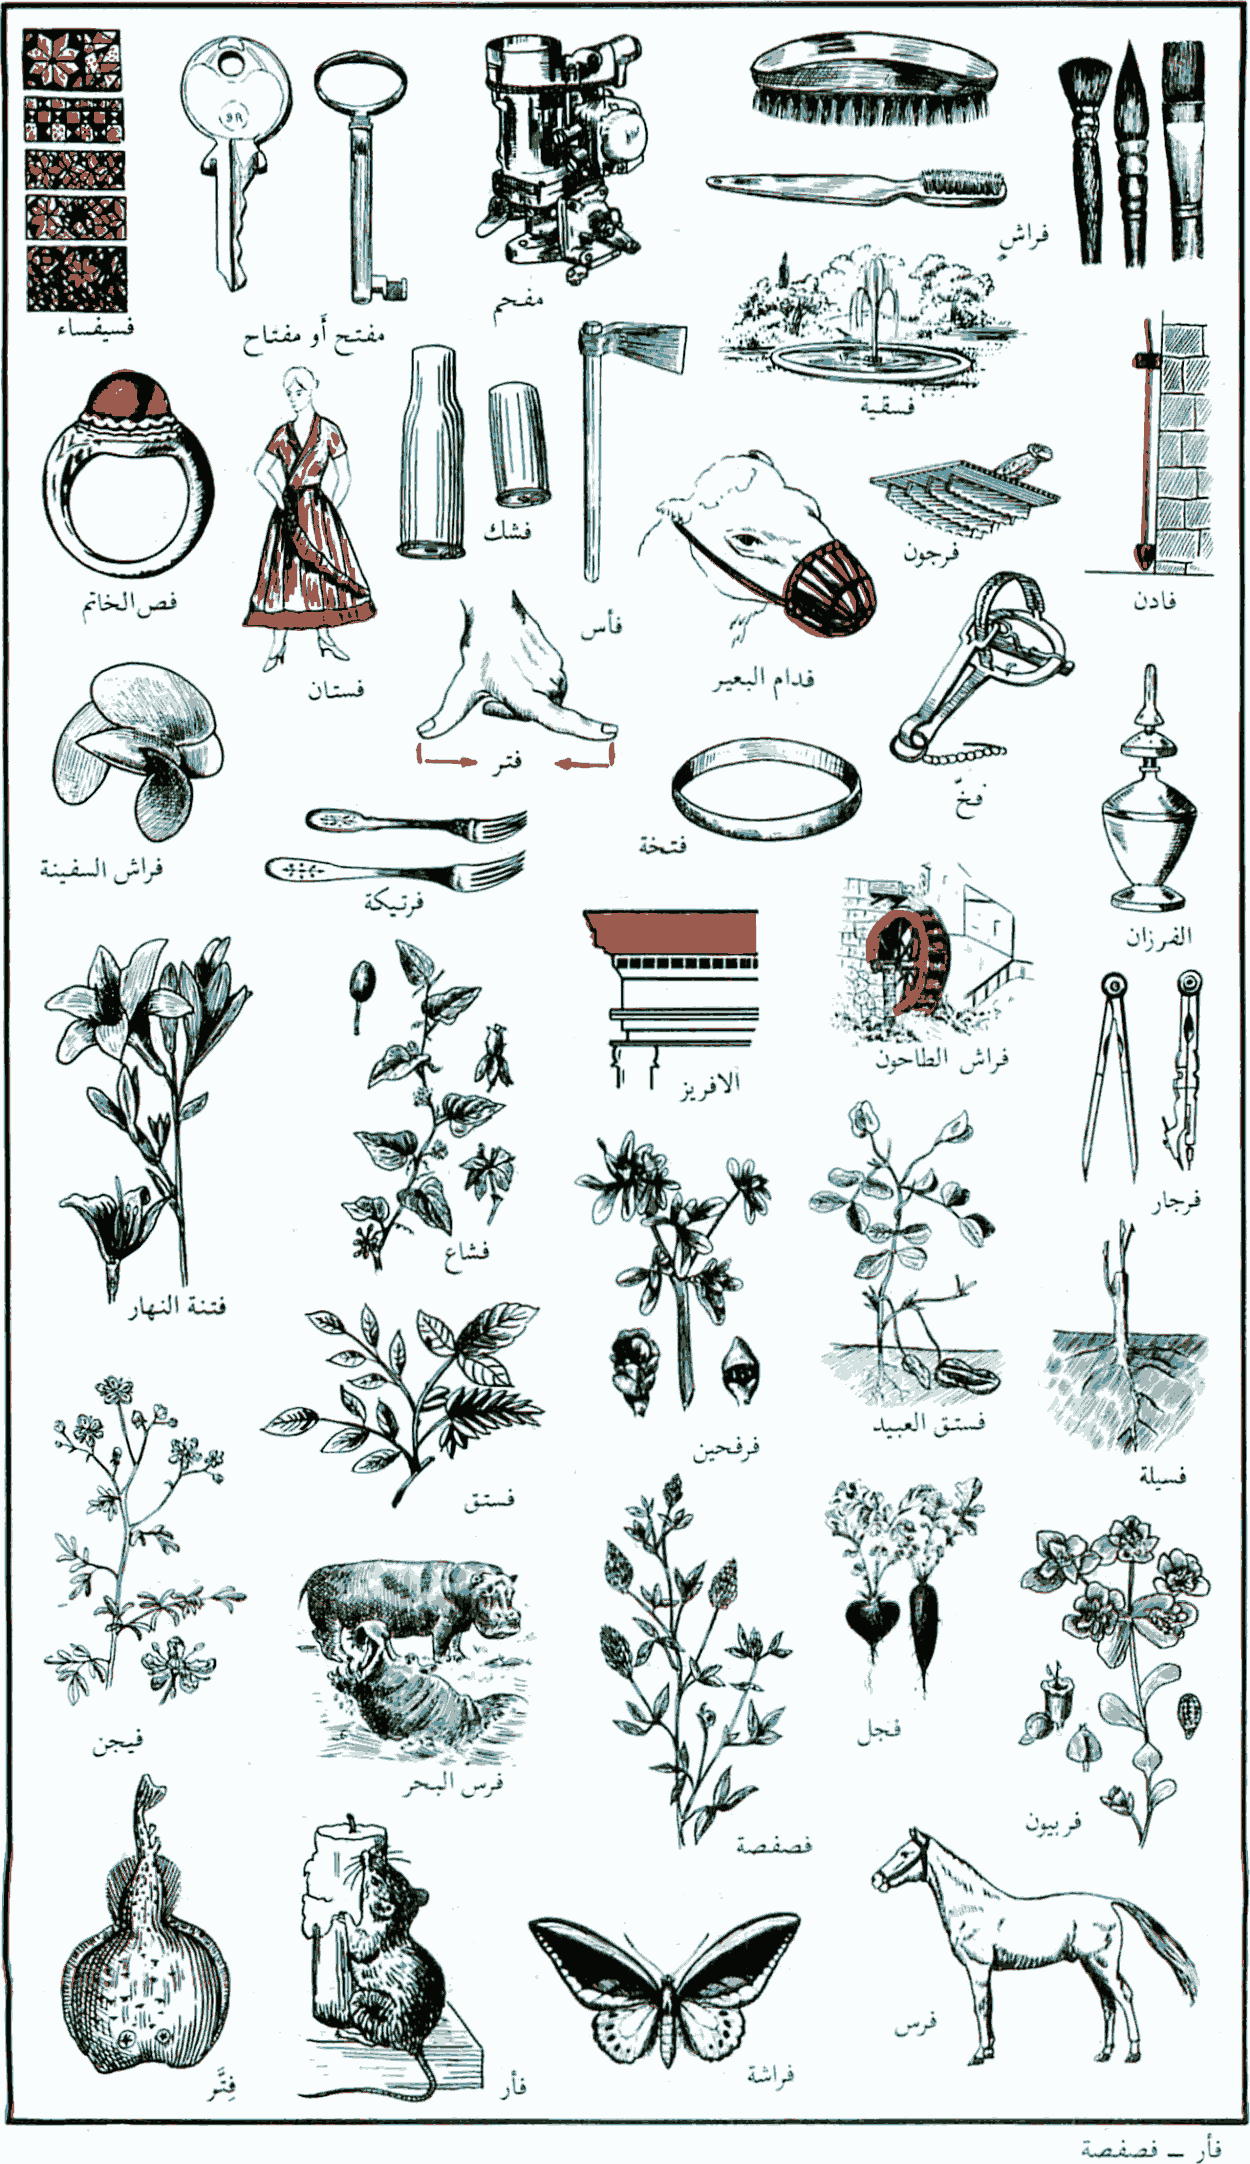 فراش
مفحم
مفتح أو مفتاح
فسيفساء
فسقية
فشك
فرجون
فادن
فأس
فص الخاتم
قدام البعير
فستان
فتر
فخّ
فتخة
فراش السفينة
فرتيكة
الفرزان
فراش الطاحون
الافريز
فرجار
فشاع
فتنة النهار
فستق العبيد
فرفحين
فسيلة
فستق
فجل
فيجن
فرس البحر
فربيون
فصفصة
فرس
فراشة
فأر
فِتَّر
فأر – فصفصة